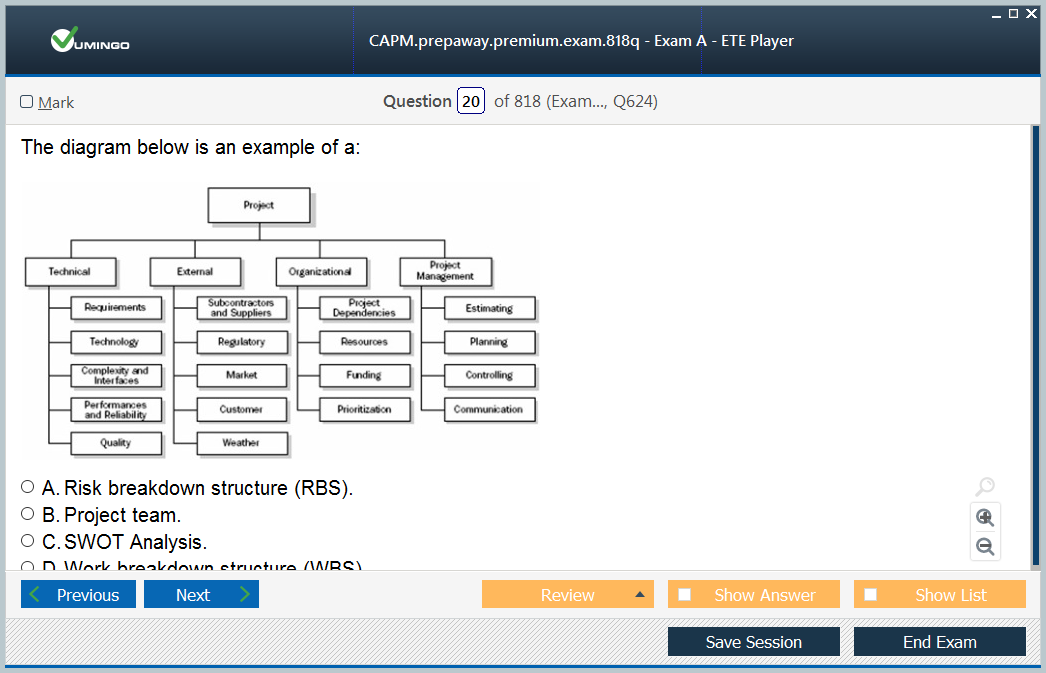 VUMINGO
CAPM.prepaway.premium.exam.818q - Exam A - ETE Player
Mark
Question 20 of 818 (Exam..., Q624)
The diagram below is an example of a:
Project
Technical
External
Organizational
Project
Management
Requirements
Technology
Complexity and
Interfaces
Performances
and Reliability
Quality
Subcontractors
and Suppliers
Regulatory
Market
Customer
Weather
Project
Dependencies
Resources
Funding
Prioritization
Estimating
Planning
Controlling
Communication
A. Risk breakdown structure (RBS).
B. Project team.
C. SWOT Analysis.
D. Work breakdown structure (WBS)
Previous
Next
Review
Show Answer
Show List
Save Session
End Exam